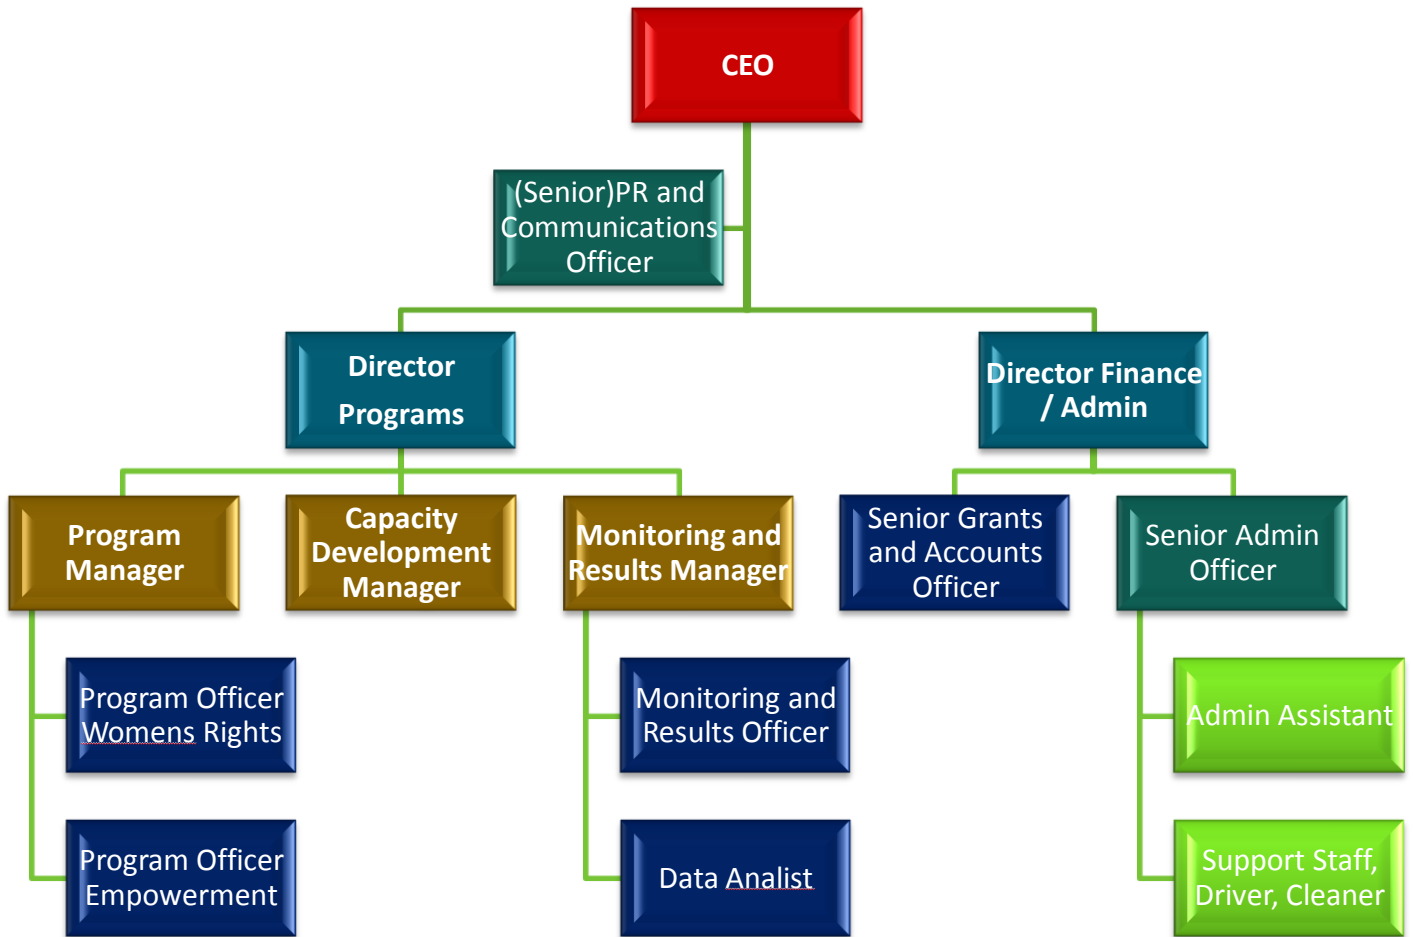 CEO
(Senior)PR and
Communications
Officer
Director
Programs
Director Finance
/ Admin
Program
Manager
Capacity
Development
Manager
Monitoring and
Results Manager
Senior Grants
and Accounts
Officer
Senior Admin
Officer
Program Officer
Womens Rights
Monitoring and
Results Officer
Admin Assistant
Program Officer
Empowerment
Data Analist
Support Staff,
Driver, Cleaner